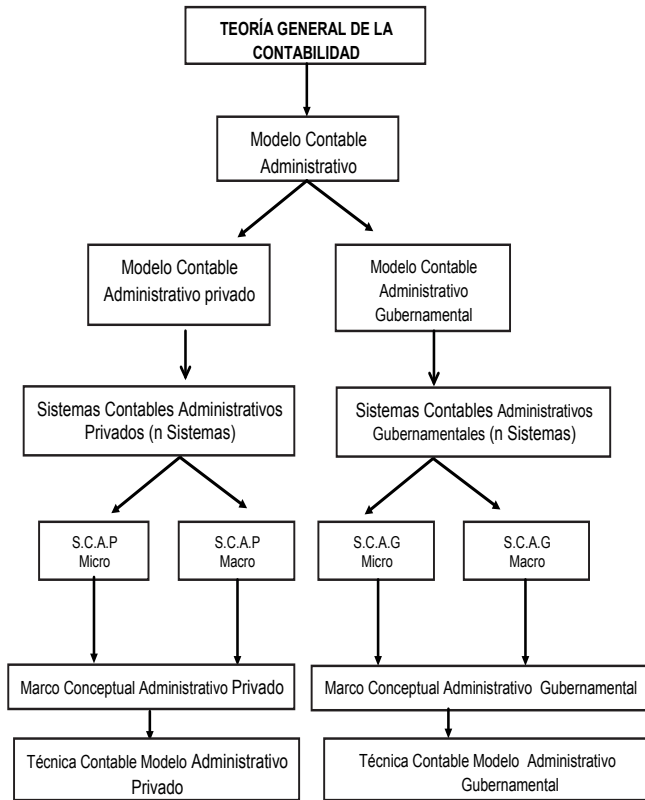 TEORÍA GENERAL DE LA
CONTABILIDAD
Modelo Contable
Administrativo
Modelo Contable
Administrativo privado
Modelo Contable
Administrativo
Gubernamental
Sistemas Contables Administrativos
Privados (n Sistemas)
Sistemas Contables Administrativos
Gubernamentales (n Sistemas)
S.C.A.P
Micro
S.C.A.P
Macro
S.C.A.G
Micro
S.C.A.G
Macro
Marco Conceptual Administrativo Privado
Marco Conceptual Administrativo Gubernamental
Técnica Contable Modelo Administrativo
Privado
Técnica Contable Modelo Administrativo
Gubernamental